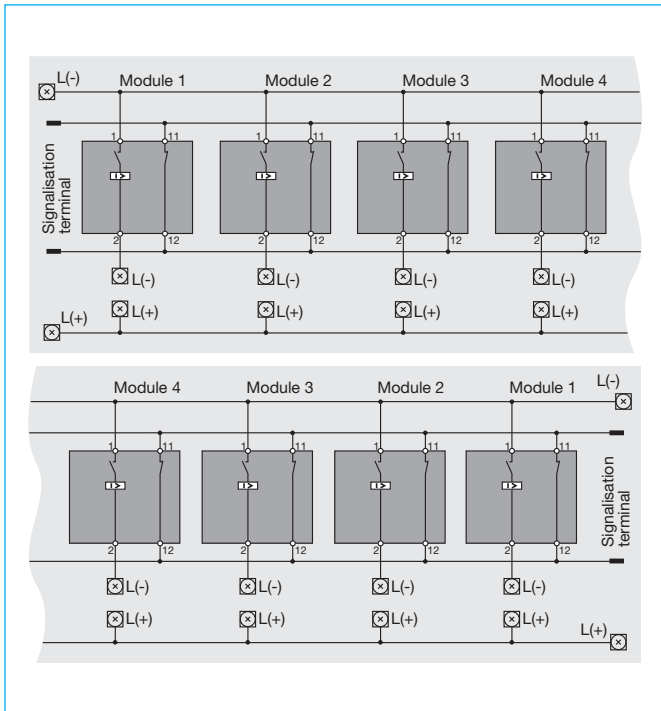 L(-) Module 1 Module 2 Module 3 Module 4
1 11 1 11 1 11 1 11
Signalisation
terminal
I> I> I> I>
2 12 2 12 2 12 2 12
L(-) L(-) L(-) L(-)
L(+) L(+) L(+) L(+)
L(+)
Module 4 Module 3 Module 2 Module 1 L(-)
1 11 1 11 1 11 1 11
I> I> I> I>
Signalisation
terminal
2 12 2 12 2 12 2 12
L(-) L(-) L(-) L(-)
L(+) L(+) L(+) L(+)
L(+)